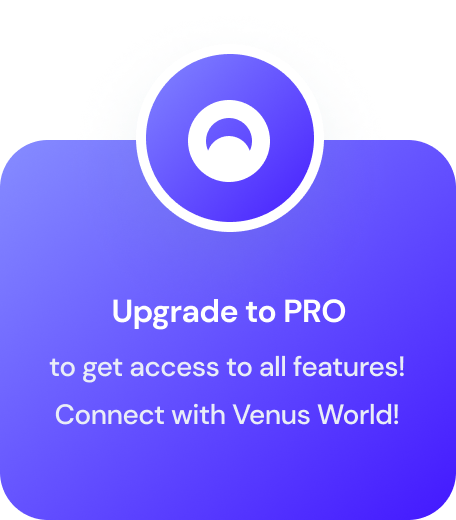 Upgrade to PRO
to get access to all features!
Connect with Venus World!